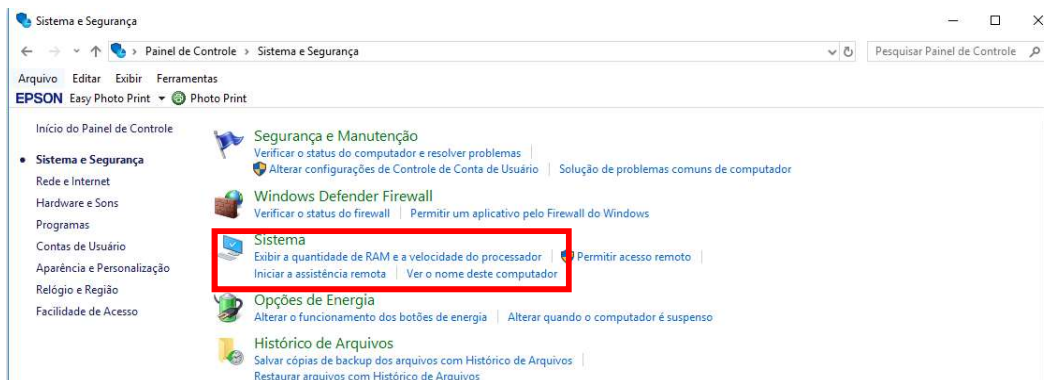 Sistema e Segurança
Painel de Controle > Sistema e Segurança
Pesquisar Painel de Controle
Arquivo Editar Exibir Ferramentas
EPSON Easy Photo Print Photo Print
Início do Painel de Controle
Sistema e Segurança
Rede e Internet
Hardware e Sons
Programas
Contas de Usuário
Aparência e Personalização
Relógio e Região
Facilidade de Acesso
Segurança e Manutenção
Verificar o status do computador e resolver problemas
Alterar configurações de Controle de Conta de Usuário Solução de problemas comuns de computador
Windows Defender Firewall
Verificar o status do firewall Permitir um aplicativo pelo Firewall do Windows
Sistema
Exibir a quantidade de RAM e a velocidade do processador Permitir acesso remoto
Iniciar a assistência remota Ver o nome deste computador
Opções de Energia
Alterar o funcionamento dos botões de energia Alterar quando o computador é suspenso
Histórico de Arquivos
Salvar cópias de backup dos arquivos com Histórico de Arquivos
Restaurar arquivos com Histórico de Arquivos